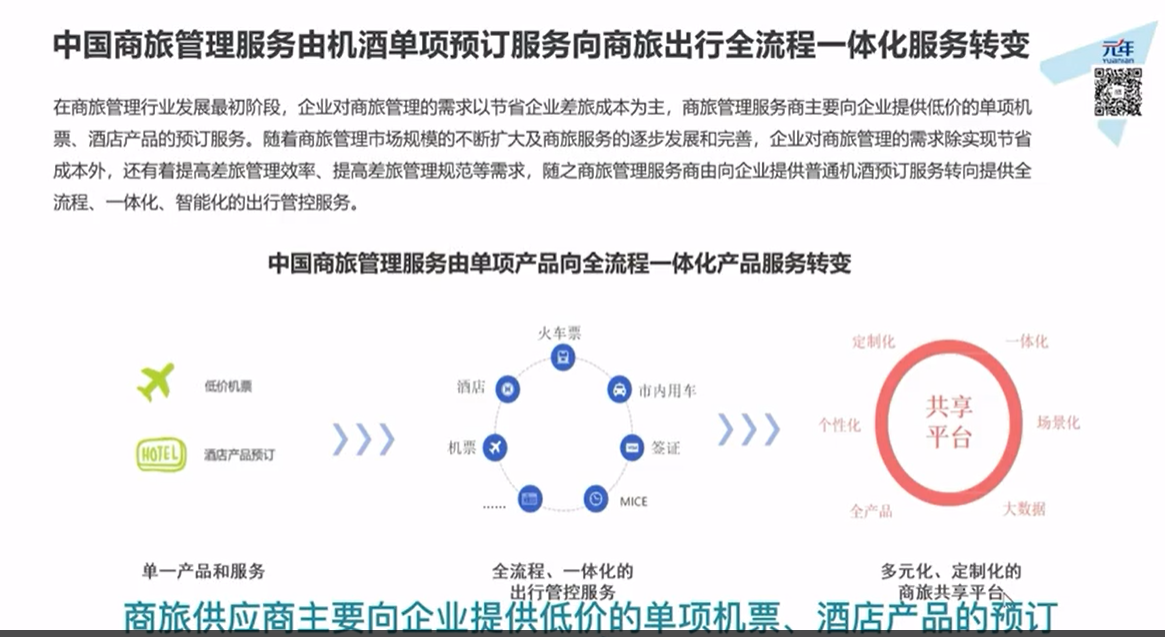 中国商旅管理服务由机酒单项预订服务向商旅出行全流程一体化服务转变
元年
Yuanian
在商旅管理行业发展最初阶段，企业对商旅管理的需求以节省企业差旅成本为主，商旅管理服务商主要向企业提供低价的单项机
票、酒店产品的预订服务。随着商旅管理市场规模的不断扩大及商旅服务的逐步发展和完善，企业对商旅管理的需求除实现节省
成本外，还有着提高差旅管理效率、提高差旅管理规范等需求，随之商旅管理服务商由向企业提供普通机酒预订服务转向提供全
流程、一体化、智能化的出行管控服务。
中国商旅管理服务由单项产品向全流程一体化产品服务转变
低价机票
HOTEL
酒店产品预订
单一产品和服务
火车票
酒店
市内用车
机票
签证
......
MICE
全流程、一体化的
出行管控服务
定制化
一体化
个性化
共享
平台
场景化
全产品
大数据
多元化、定制化的
商旅共享平台
商旅供应商主要向企业提供低价的单项机票、酒店产品的预订